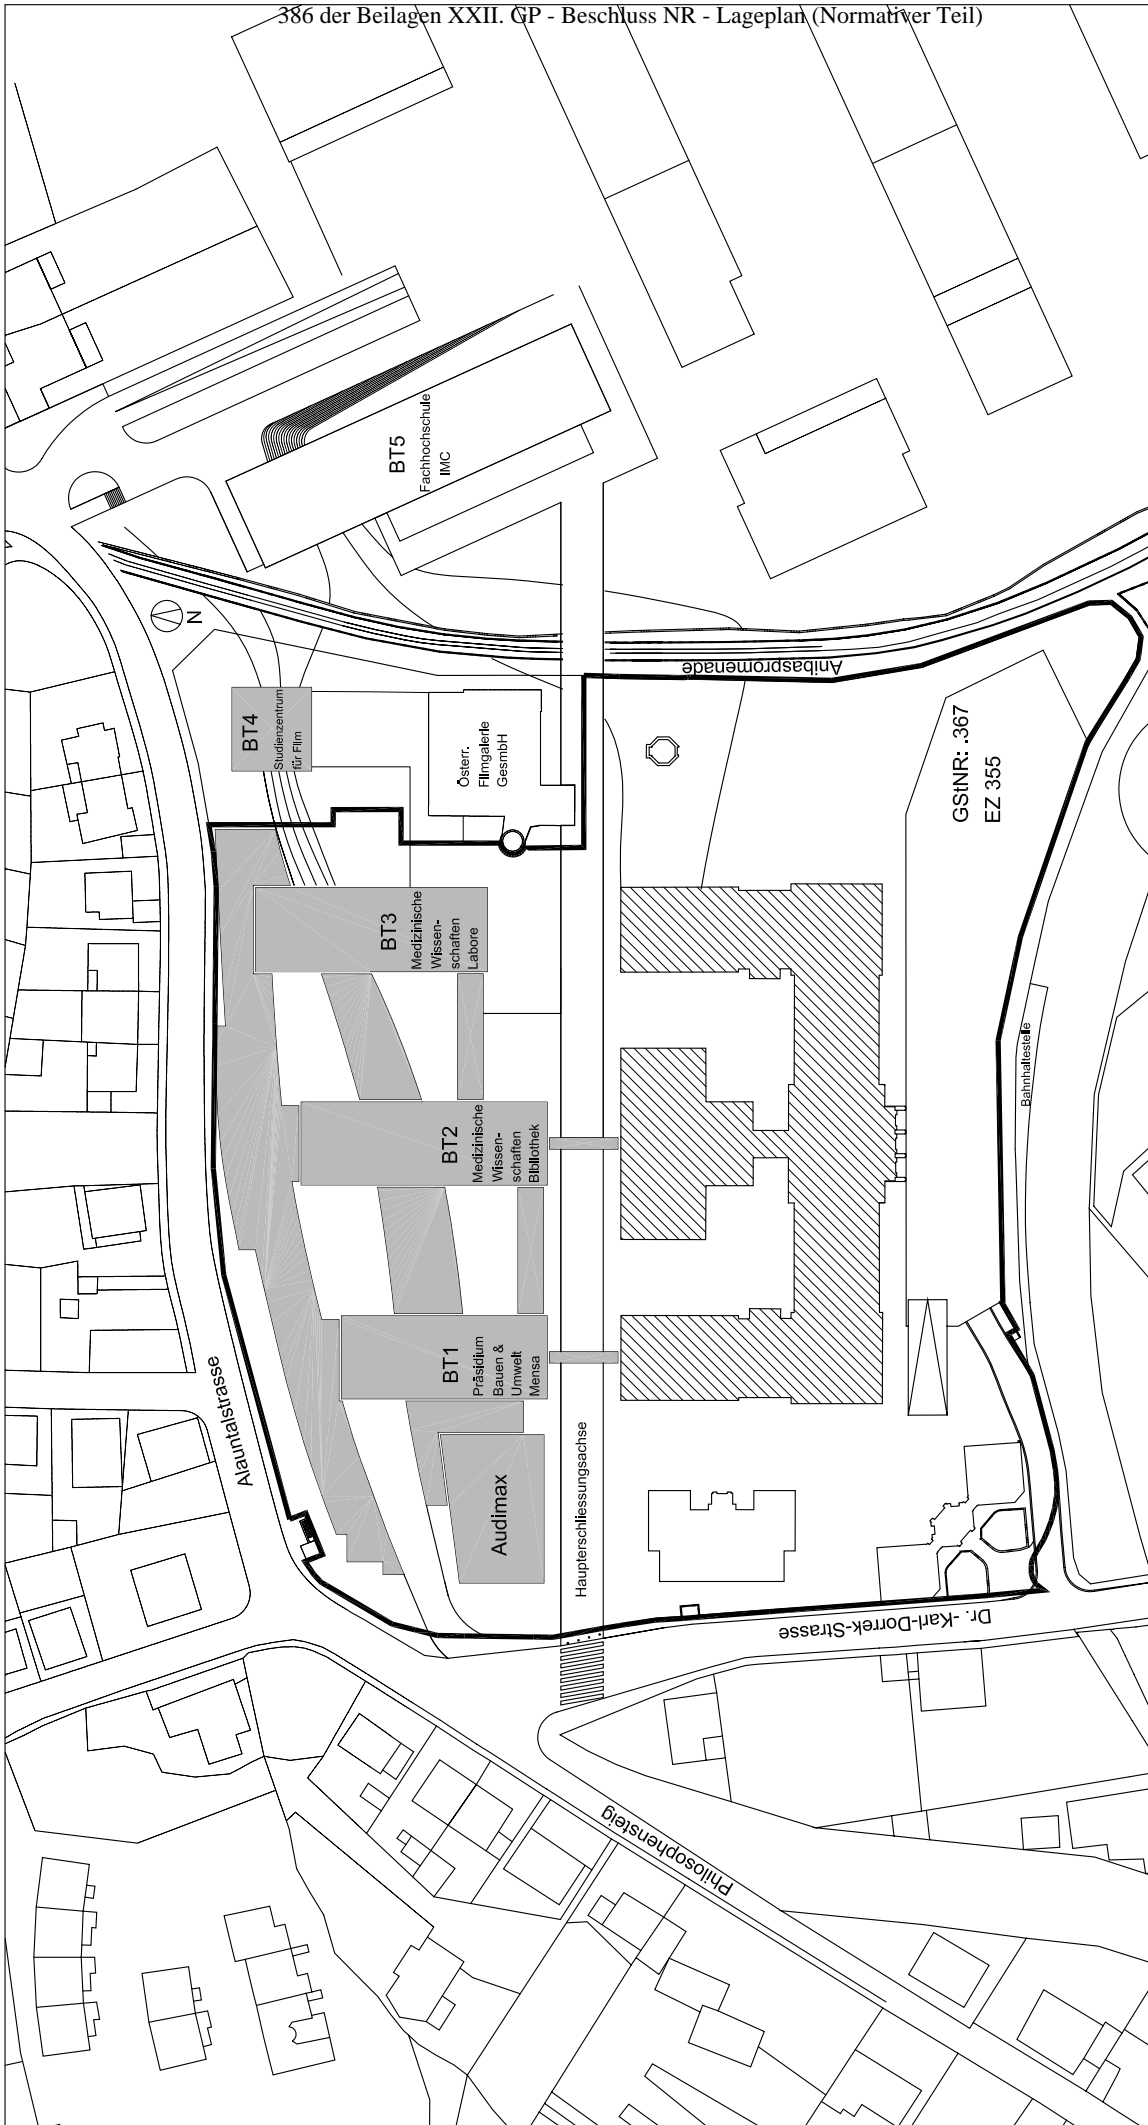 386 der Beilagen XXII. GP - Beschluss NR - Lageplan (Normativer Teil)
BT5
Fachhochschule
IMC
N
BT4
Studienzentrum
für Film
Anibaspromenade
Österr.
Filmgalerie
GesmbH
GStNR: .367
EZ 355
BT3
Medizinische
Wissen-
schaften
Labore
Bahnhaltestelle
BT2
Medizinische
Wissen-
schaften
Bibliothek
BT1
Präsidium
Bauen &
Umwelt
Mensa
Alauntalstrasse
Audimax
Haupterschliessungsachse
Dr. -Karl-Dorrek-Strasse
Philosophensteig